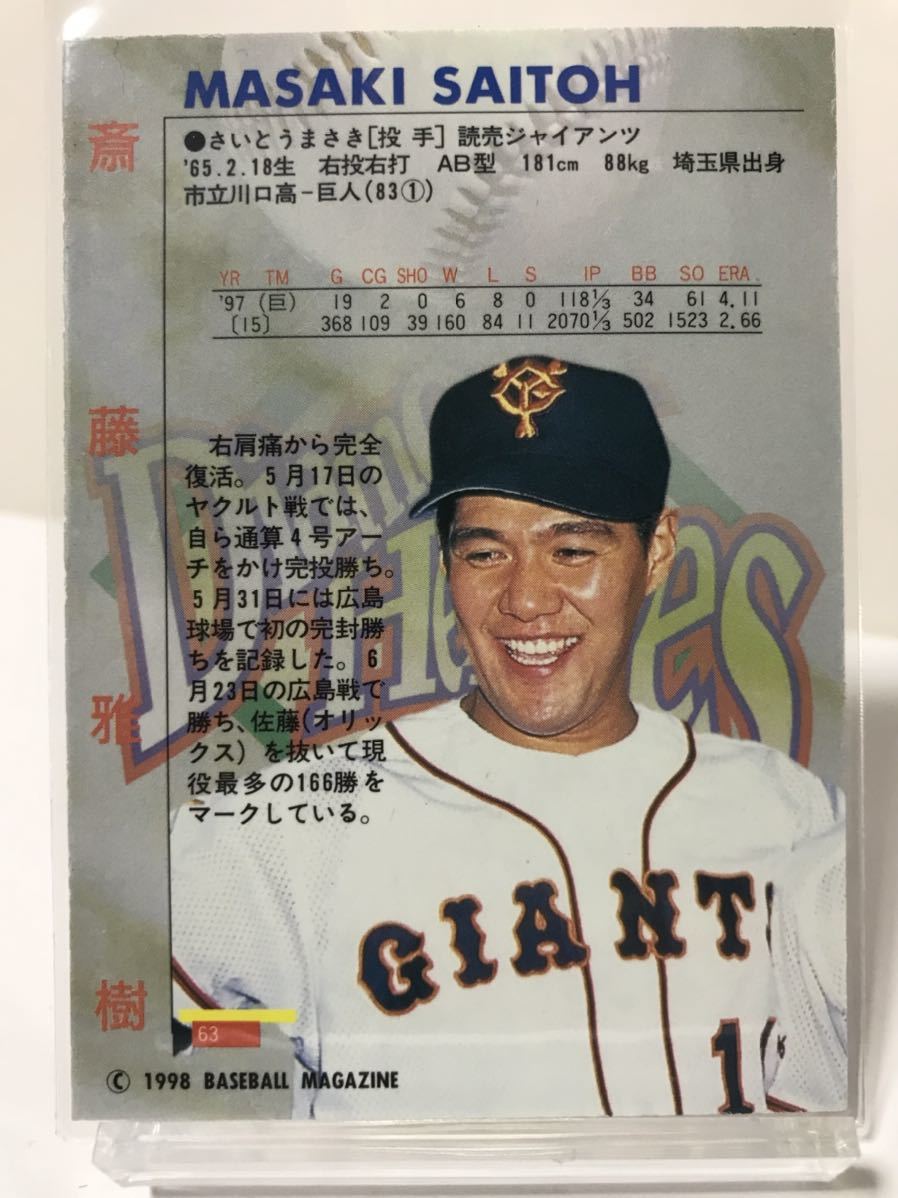 MASAKI SAITOH
斎藤雅樹
●さいとうまさき[投 手] 読売ジャイアンツ
'65.2.18生 右投右打 AB型 181cm 88kg 埼玉県出身
市立川口高－巨人(83①)
YR TM G CG SHO W L S IP BB SO ERA
'97 (巨) 19 2 0 6 8 0 118⅓ 34 61 4.11
〔15〕 368 109 39 160 84 11 2070⅓ 502 1523 2.66
右肩痛から完全
復活。5月17日の
ヤクルト戦では、
自ら通算4号アー
チをかけ完投勝ち。
5月31日には広島
球場で初の完封勝
ちを記録した。6
月23日の広島戦で
勝ち、佐藤(オリッ
クス)を抜いて現
役最多の166勝を
マークしている。
GIANTS
1
63
© 1998 BASEBALL MAGAZINE